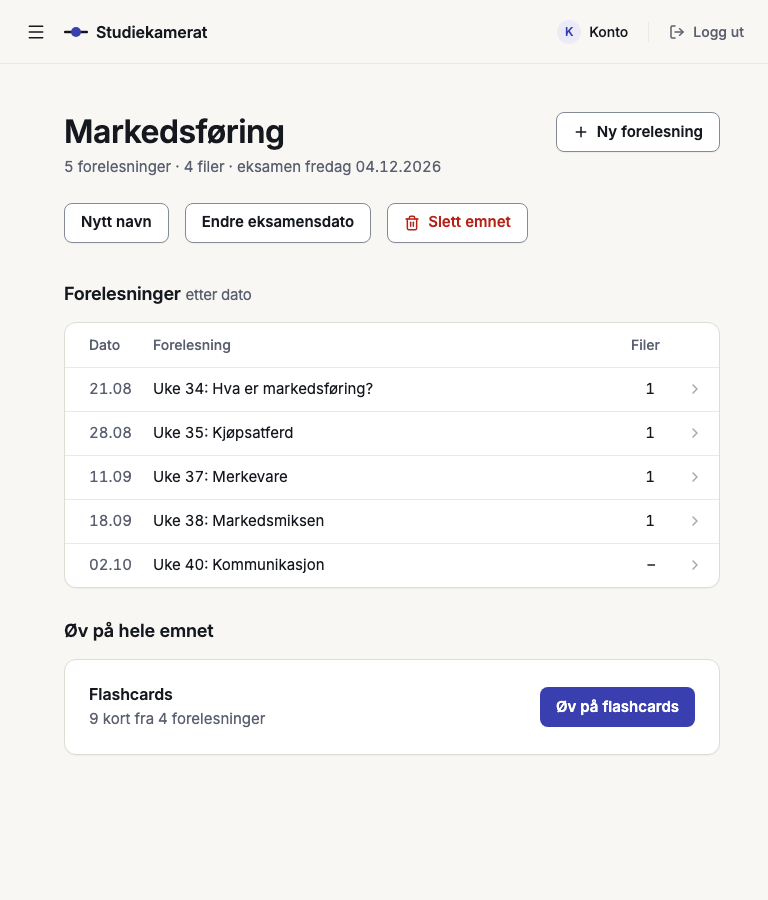 Studiekamerat
K Konto
Logg ut
Markedsføring
+ Ny forelesning
5 forelesninger · 4 filer · eksamen fredag 04.12.2026
Nytt navn
Endre eksamensdato
Slett emnet
Forelesninger etter dato
Dato Forelesning Filer
21.08 Uke 34: Hva er markedsføring? 1
28.08 Uke 35: Kjøpsatferd 1
11.09 Uke 37: Merkevare 1
18.09 Uke 38: Markedsmiksen 1
02.10 Uke 40: Kommunikasjon –
Øv på hele emnet
Flashcards
9 kort fra 4 forelesninger
Øv på flashcards